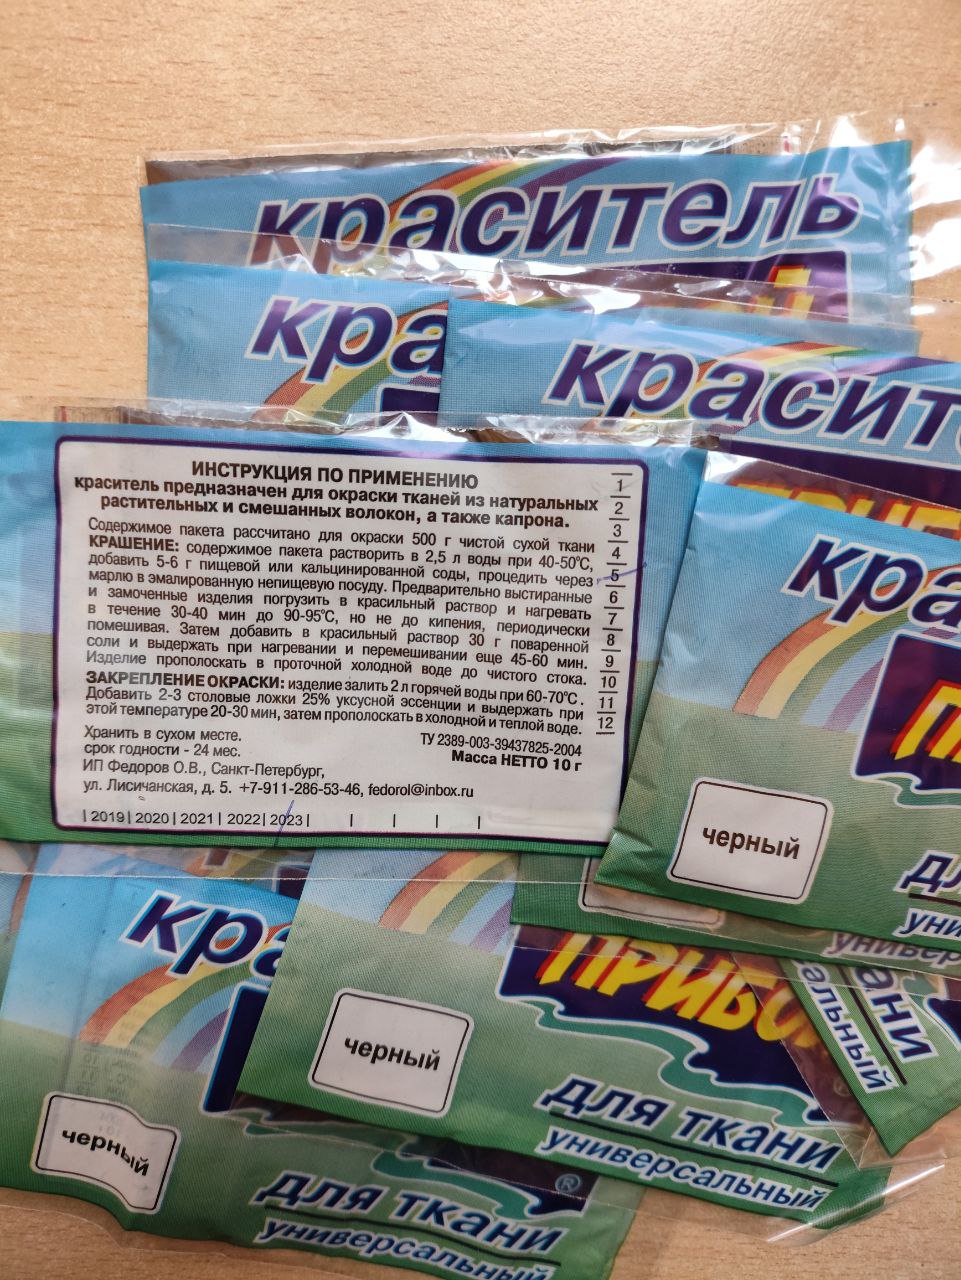 краситель
кра
красит
ИНСТРУКЦИЯ ПО ПРИМЕНЕНИЮ
краситель предназначен для окраски тканей из натуральных
растительных и смешанных волокон, а также капрона.
Содержимое пакета рассчитано для окраски 500 г чистой сухой ткани
КРАШЕНИЕ: содержимое пакета растворить в 2,5 л воды при 40-50°С,
добавить 5-6 г пищевой или кальцинированной соды, процедить через
марлю в эмалированную непищевую посуду. Предварительно выстиранные
и замоченные изделия погрузить в красильный раствор и нагревать
в течение 30-40 мин до 90-95°С, но не до кипения, периодически
помешивая. Затем добавить в красильный раствор 30 г поваренной
соли и выдержать при нагревании и перемешивании еще 45-60 мин.
Изделие прополоскать в проточной холодной воде до чистого стока.
ЗАКРЕПЛЕНИЕ ОКРАСКИ: изделие залить 2 л горячей воды при 60-70°С.
Добавить 2-3 столовые ложки 25% уксусной эссенции и выдержать при
этой температуре 20-30 мин, затем прополоскать в холодной и теплой воде.
Хранить в сухом месте.
срок годности - 24 мес.
ТУ 2389-003-39437825-2004
Масса НЕТТО 10 г
ИП Федоров О.В., Санкт-Петербург,
ул. Лисичанская, д. 5. +7-911-286-53-46, fedorol@inbox.ru
|2019|2020|2021|2022|2023| | | | |
1
2
3
4
5
6
7
8
9
10
11
12
кра
черный
дл
уни
универ
кра
черный
для ткани
универсальный
ПРИБО
черный
для ткани
универсальный
ткани
альный